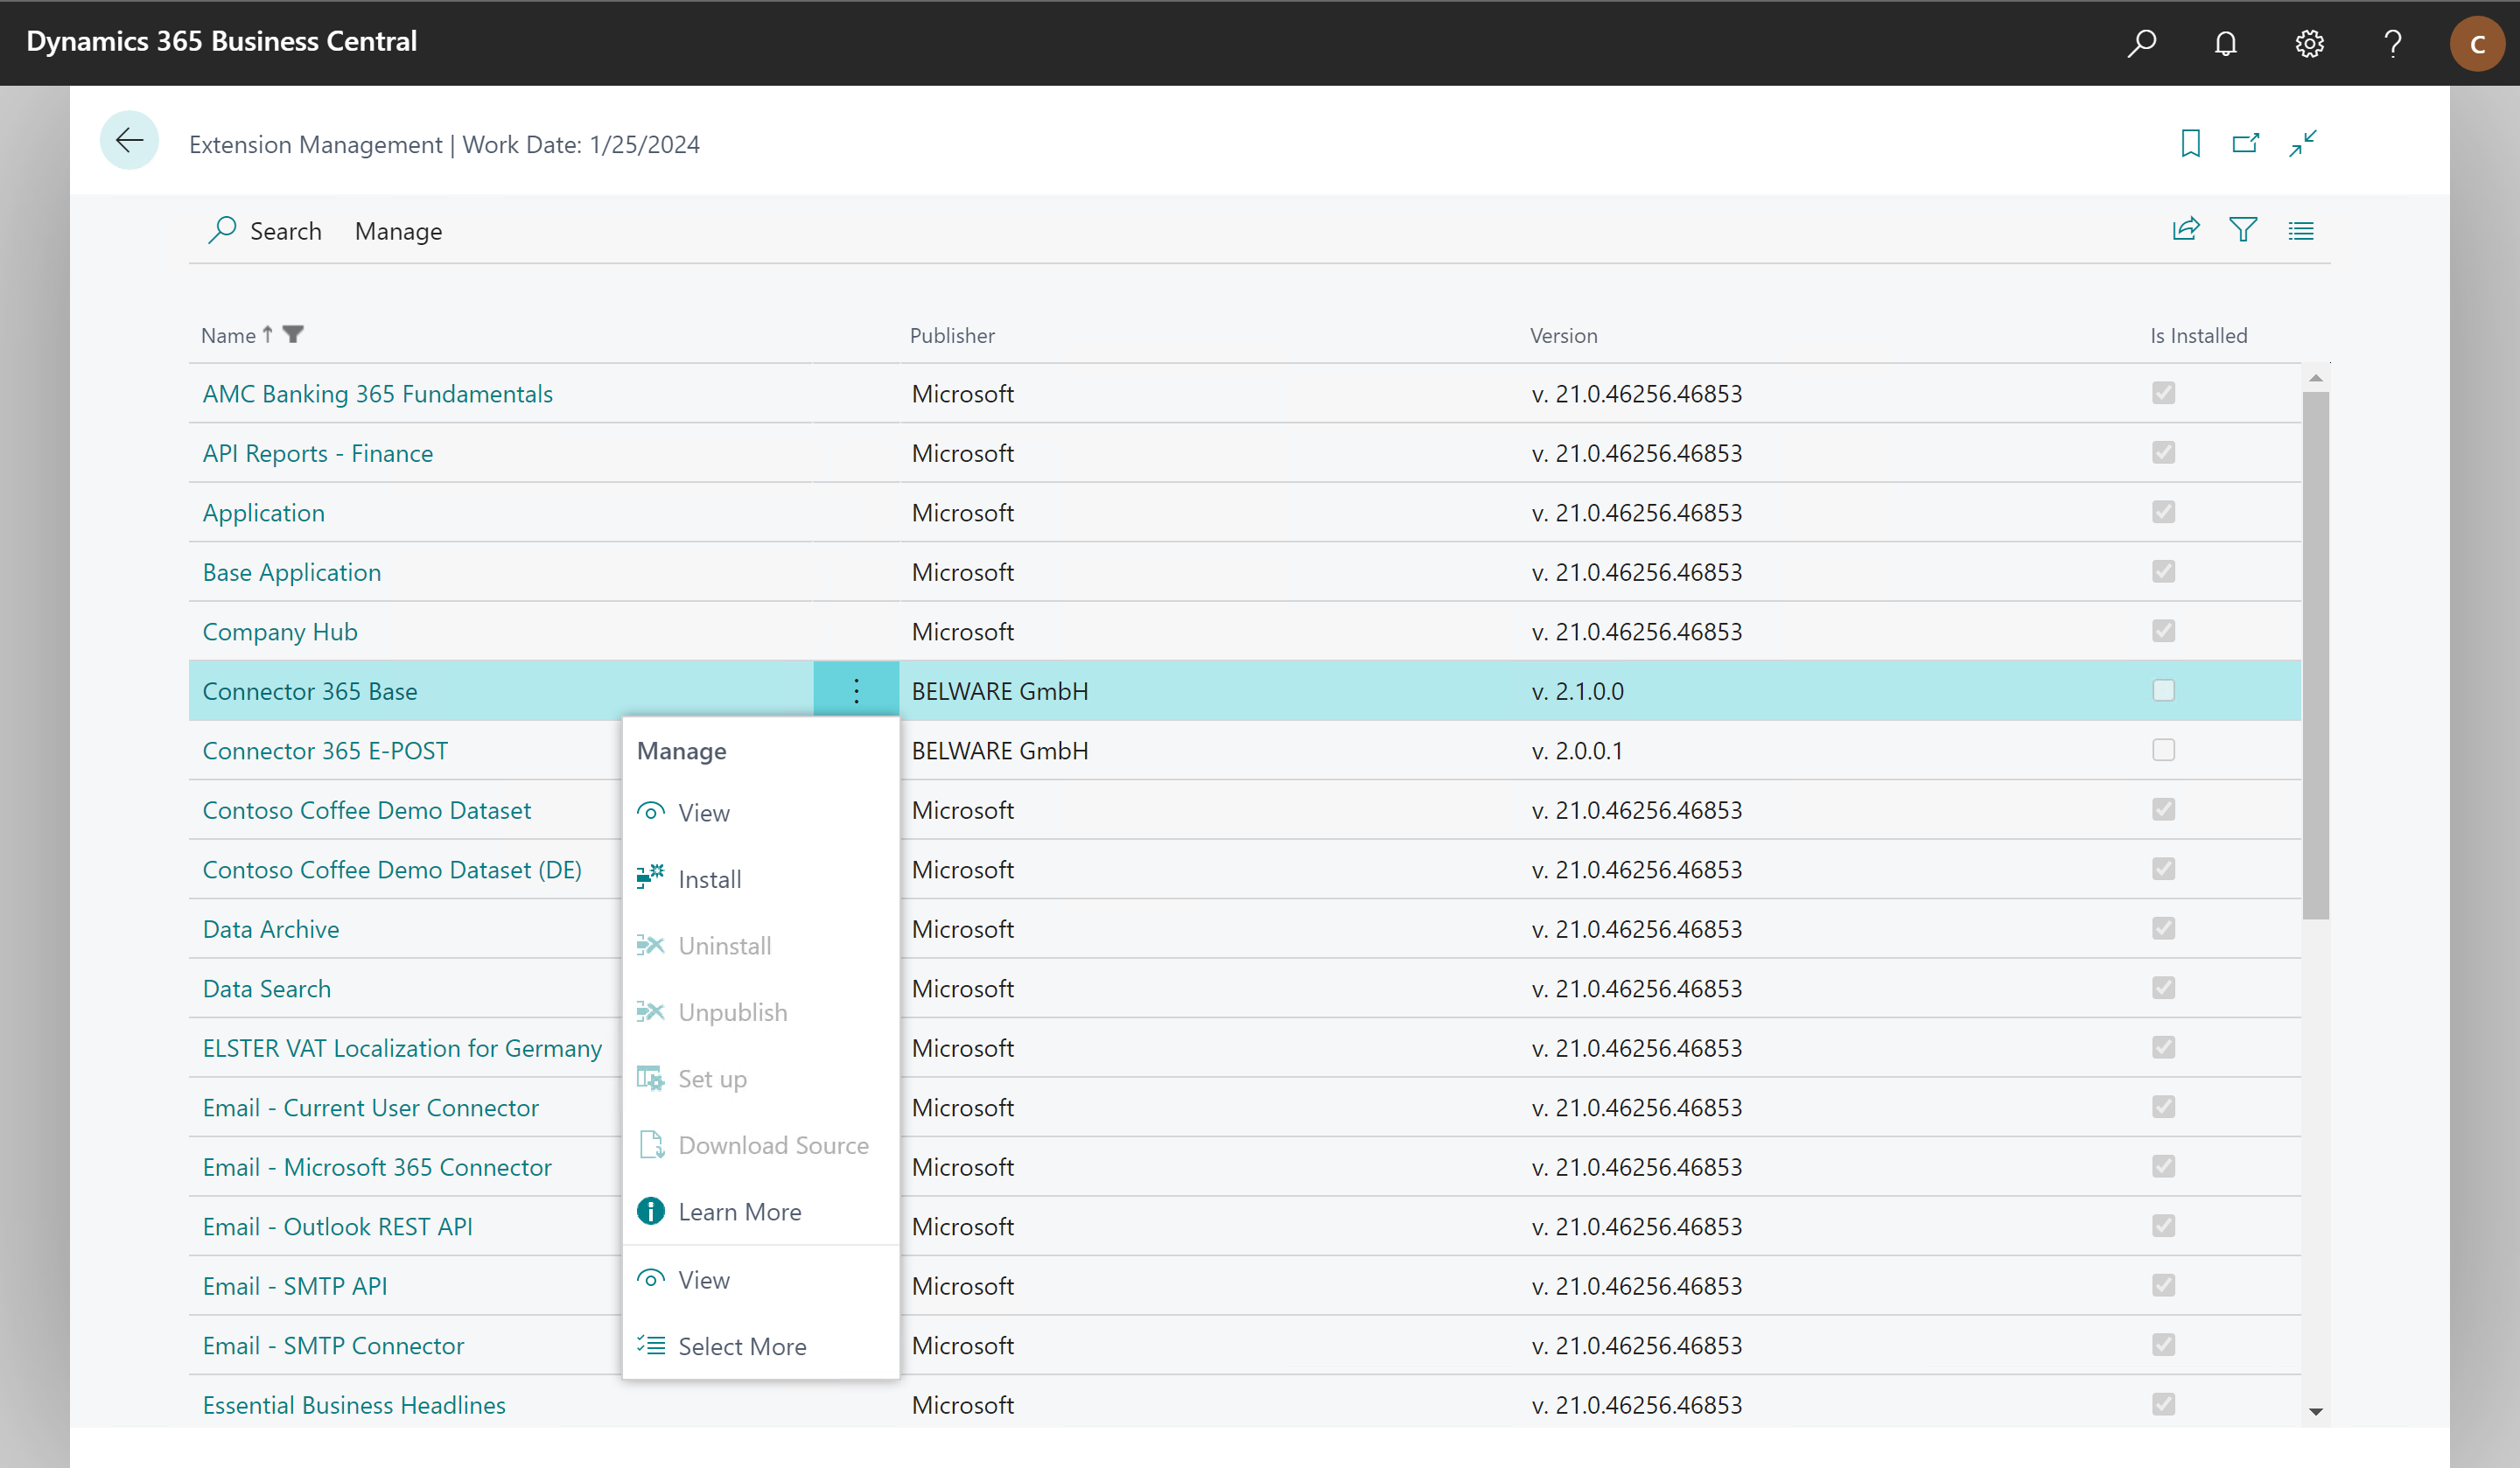 Dynamics 365 Business Central
C
Extension Management | Work Date: 1/25/2024
Search Manage
Name Publisher Version Is Installed
AMC Banking 365 Fundamentals Microsoft v. 21.0.46256.46853
API Reports - Finance Microsoft v. 21.0.46256.46853
Application Microsoft v. 21.0.46256.46853
Base Application Microsoft v. 21.0.46256.46853
Company Hub Microsoft v. 21.0.46256.46853
Connector 365 Base BELWARE GmbH v. 2.1.0.0
Connector 365 E-POST BELWARE GmbH v. 2.0.0.1
Contoso Coffee Demo Dataset Microsoft v. 21.0.46256.46853
Contoso Coffee Demo Dataset (DE) Microsoft v. 21.0.46256.46853
Data Archive Microsoft v. 21.0.46256.46853
Data Search Microsoft v. 21.0.46256.46853
ELSTER VAT Localization for Germany Microsoft v. 21.0.46256.46853
Email - Current User Connector Microsoft v. 21.0.46256.46853
Email - Microsoft 365 Connector Microsoft v. 21.0.46256.46853
Email - Outlook REST API Microsoft v. 21.0.46256.46853
Email - SMTP API Microsoft v. 21.0.46256.46853
Email - SMTP Connector Microsoft v. 21.0.46256.46853
Essential Business Headlines Microsoft v. 21.0.46256.46853
Manage
View
Install
Uninstall
Unpublish
Set up
Download Source
Learn More
View
Select More